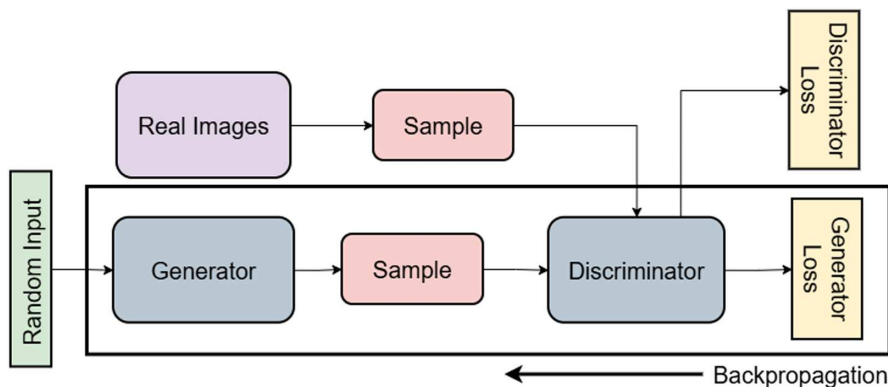 Discriminator
Loss
Real Images
Sample
Random Input
Generator
Sample
Discriminator
Generator
Loss
Backpropagation